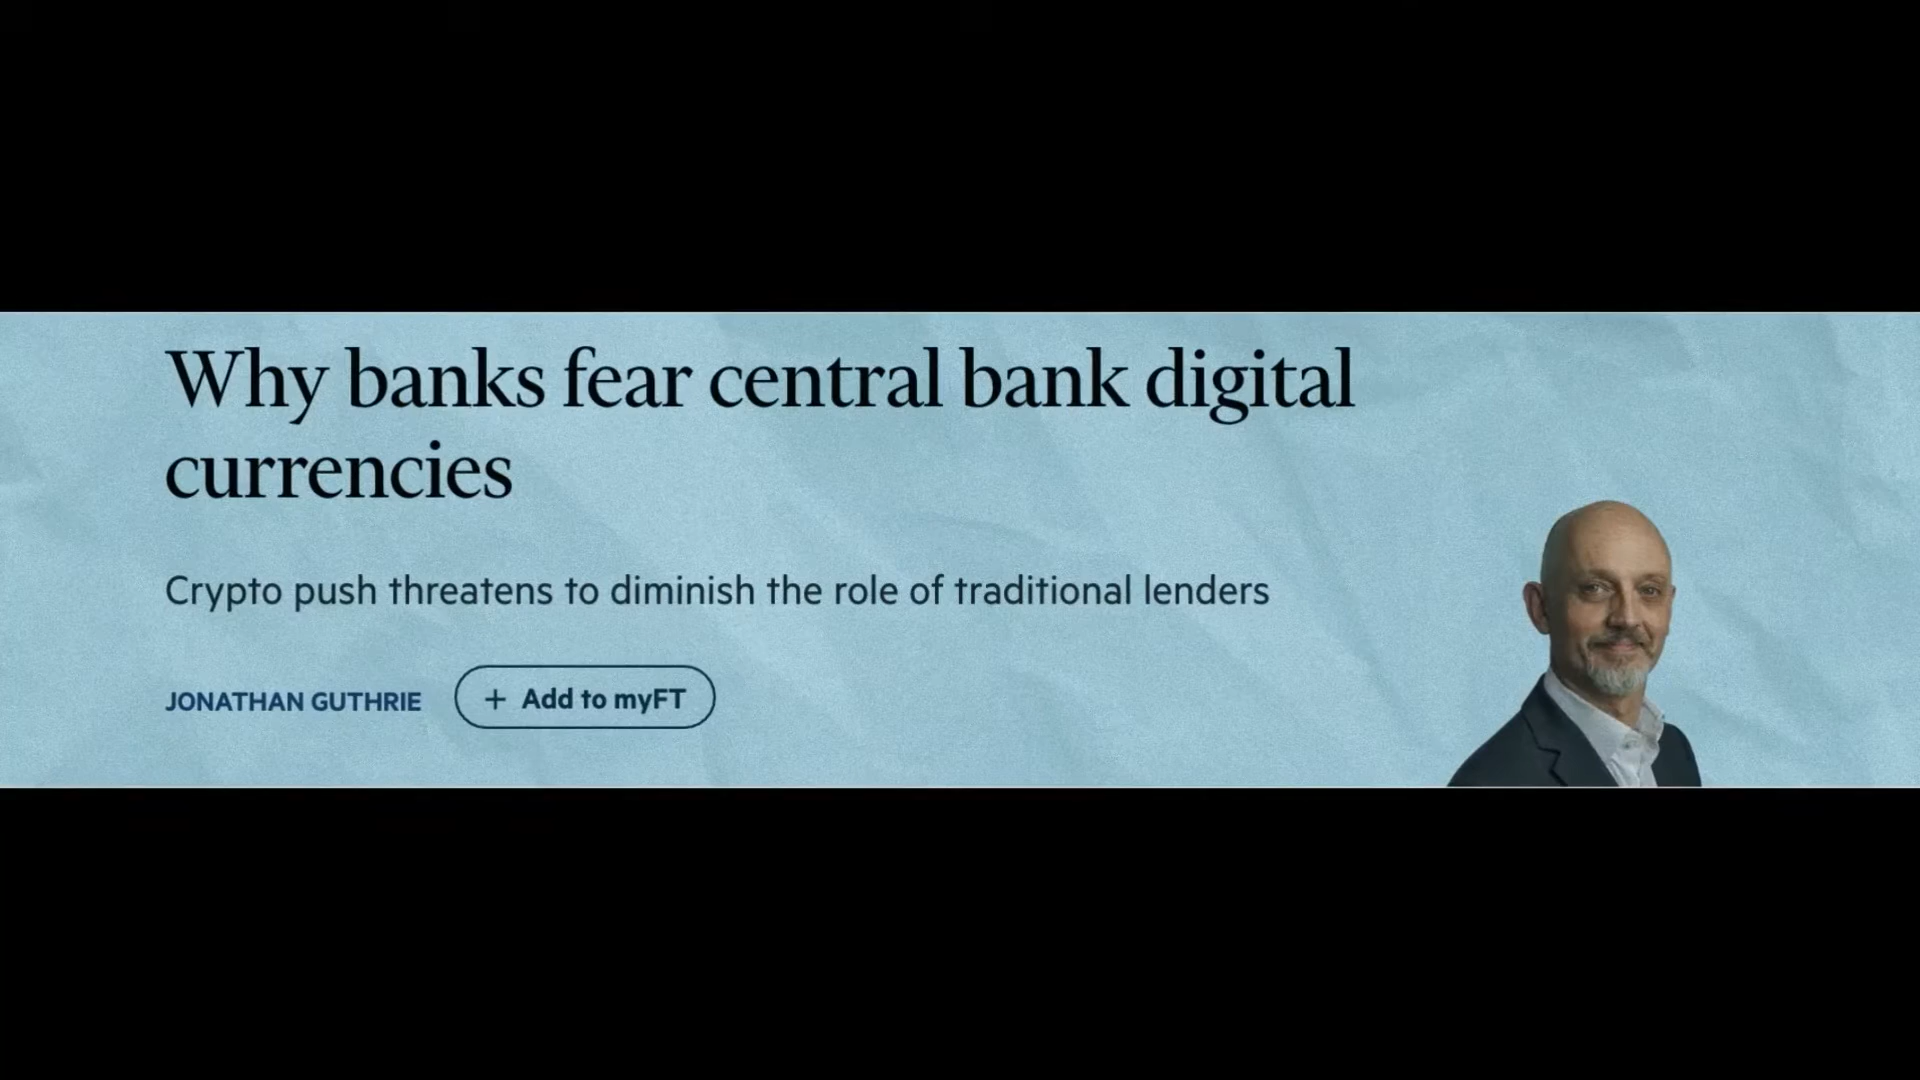 Why banks fear central bank digital
currencies
Crypto push threatens to diminish the role of traditional lenders
JONATHAN GUTHRIE
+ Add to myFT